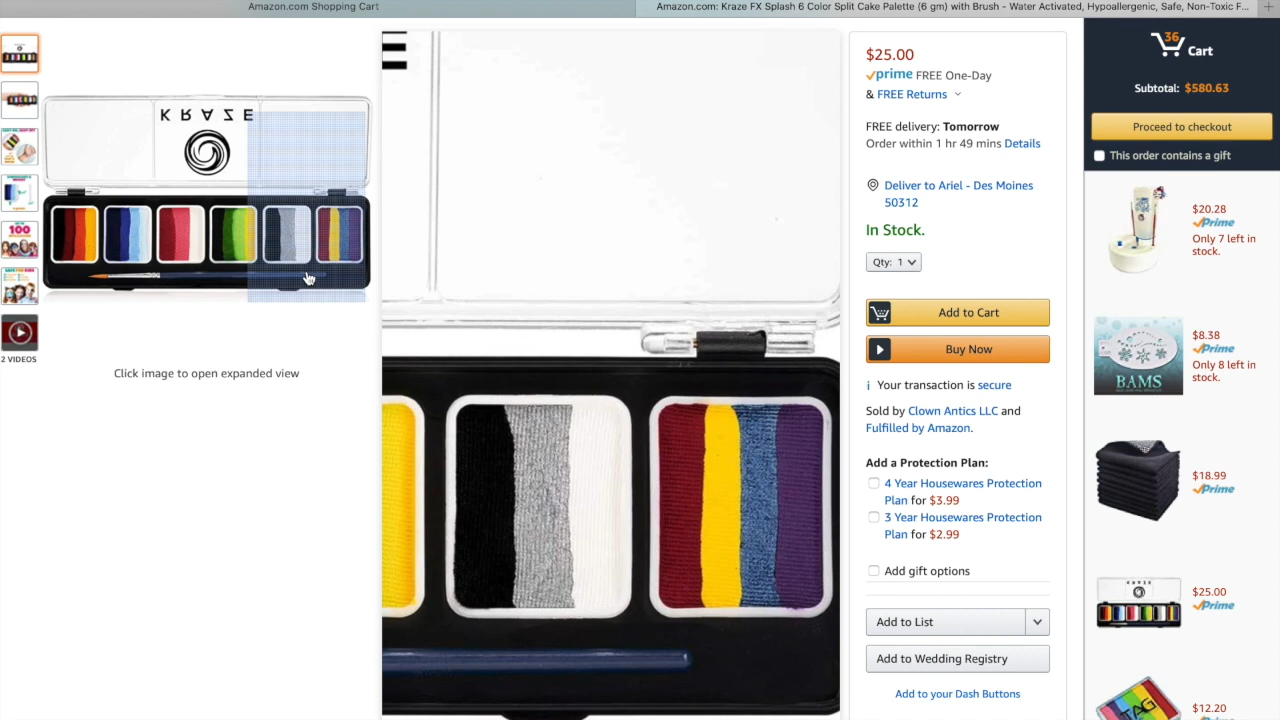 Amazon.com Shopping Cart
Amazon.com: Kraze FX Splash 6 Color Split Cake Palette (6 gm) with Brush - Water Activated, Hypoallergenic, Safe, Non-Toxic F...
KRAZE
100
2 VIDEOS
Click image to open expanded view
$25.00
prime FREE One-Day
& FREE Returns
FREE delivery: Tomorrow
Order within 1 hr 49 mins Details
Deliver to Ariel - Des Moines
50312
In Stock.
Qty: 1
Add to Cart
Buy Now
Your transaction is secure
Sold by Clown Antics LLC and
Fulfilled by Amazon.
Add a Protection Plan:
4 Year Housewares Protection
Plan for $3.99
3 Year Housewares Protection
Plan for $2.99
Add gift options
Add to List
Add to Wedding Registry
Add to your Dash Buttons
36
Cart
Subtotal: $580.63
Proceed to checkout
This order contains a gift
$20.28
Prime
Only 7 left in
stock.
BAMS
$8.38
Prime
Only 8 left in
stock.
$18.99
Prime
KRAZE
$25.00
Prime
TAG
$12.20